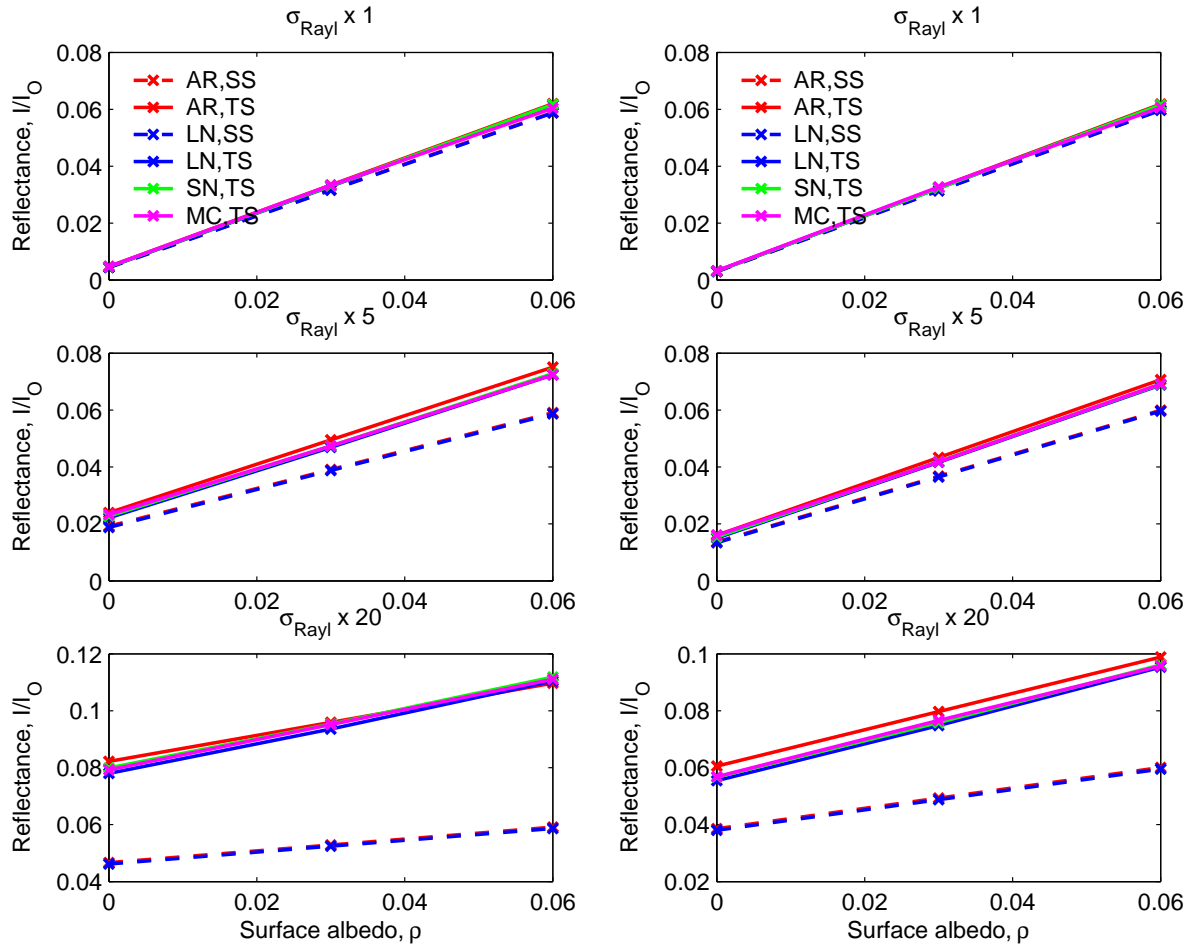 σRayl x 1
Reflectance, I/IO
0.08
0.06
0.04
0.02
0
AR,SS
AR,TS
LN,SS
LN,TS
SN,TS
MC,TS
0 0.02 0.04 0.06
σRayl x 1
Reflectance, I/IO
0.08
0.06
0.04
0.02
0
AR,SS
AR,TS
LN,SS
LN,TS
SN,TS
MC,TS
0 0.02 0.04 0.06
σRayl x 5
Reflectance, I/IO
0.08
0.06
0.04
0.02
0
0 0.02 0.04 0.06
σRayl x 5
Reflectance, I/IO
0.08
0.06
0.04
0.02
0
0 0.02 0.04 0.06
σRayl x 20
Reflectance, I/IO
0.12
0.1
0.08
0.06
0.04
0 0.02 0.04 0.06
Surface albedo, ρ
σRayl x 20
Reflectance, I/IO
0.1
0.08
0.06
0.04
0.02
0 0.02 0.04 0.06
Surface albedo, ρ